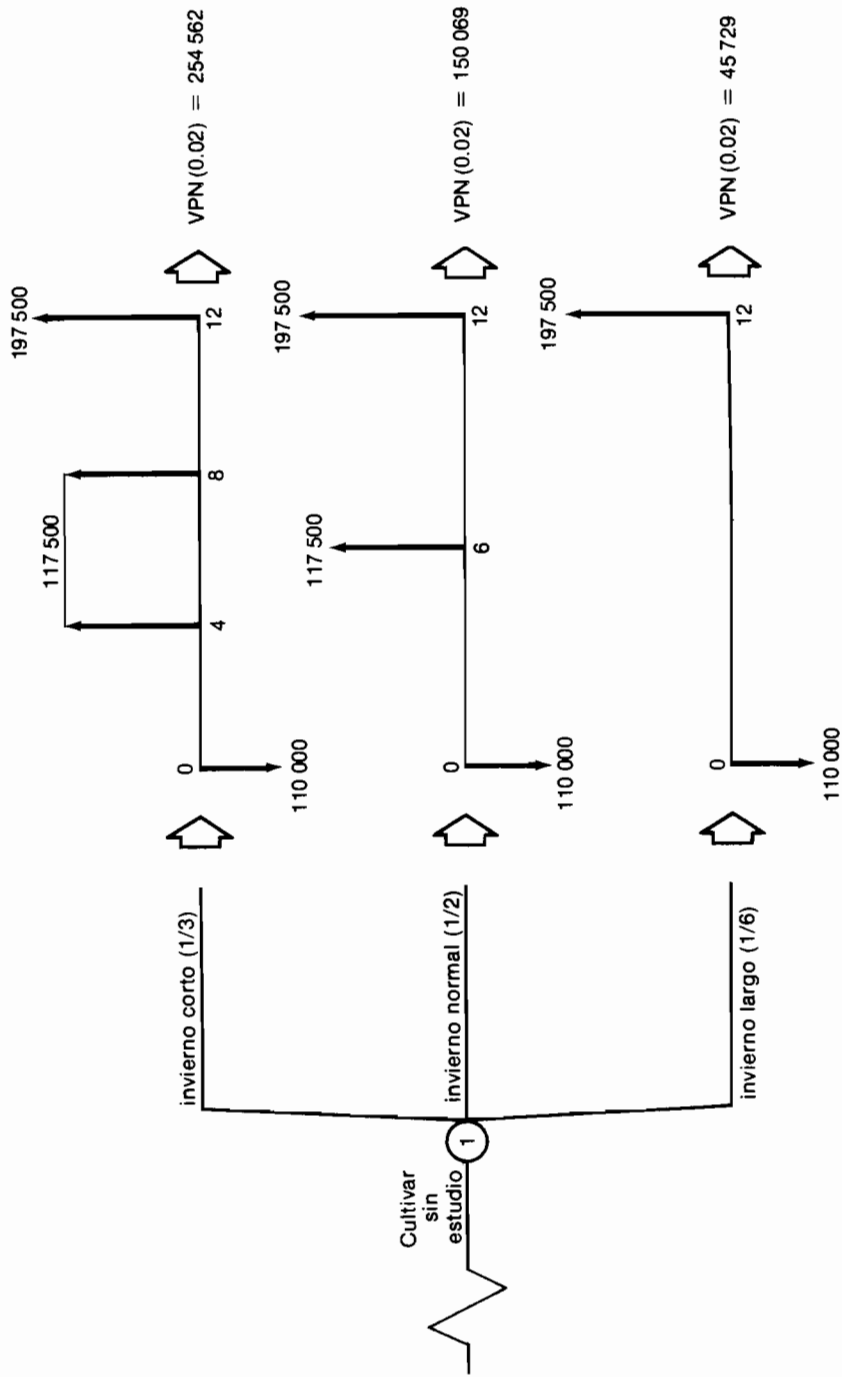 Cultivar
sin
estudio
1
invierno corto (1/3)
0
110 000
4
117 500
8
12
197 500
VPN (0.02) = 254 562
invierno normal (1/2)
0
110 000
6
117 500
12
197 500
VPN (0.02) = 150 069
invierno largo (1/6)
0
110 000
12
197 500
VPN (0.02) = 45 729